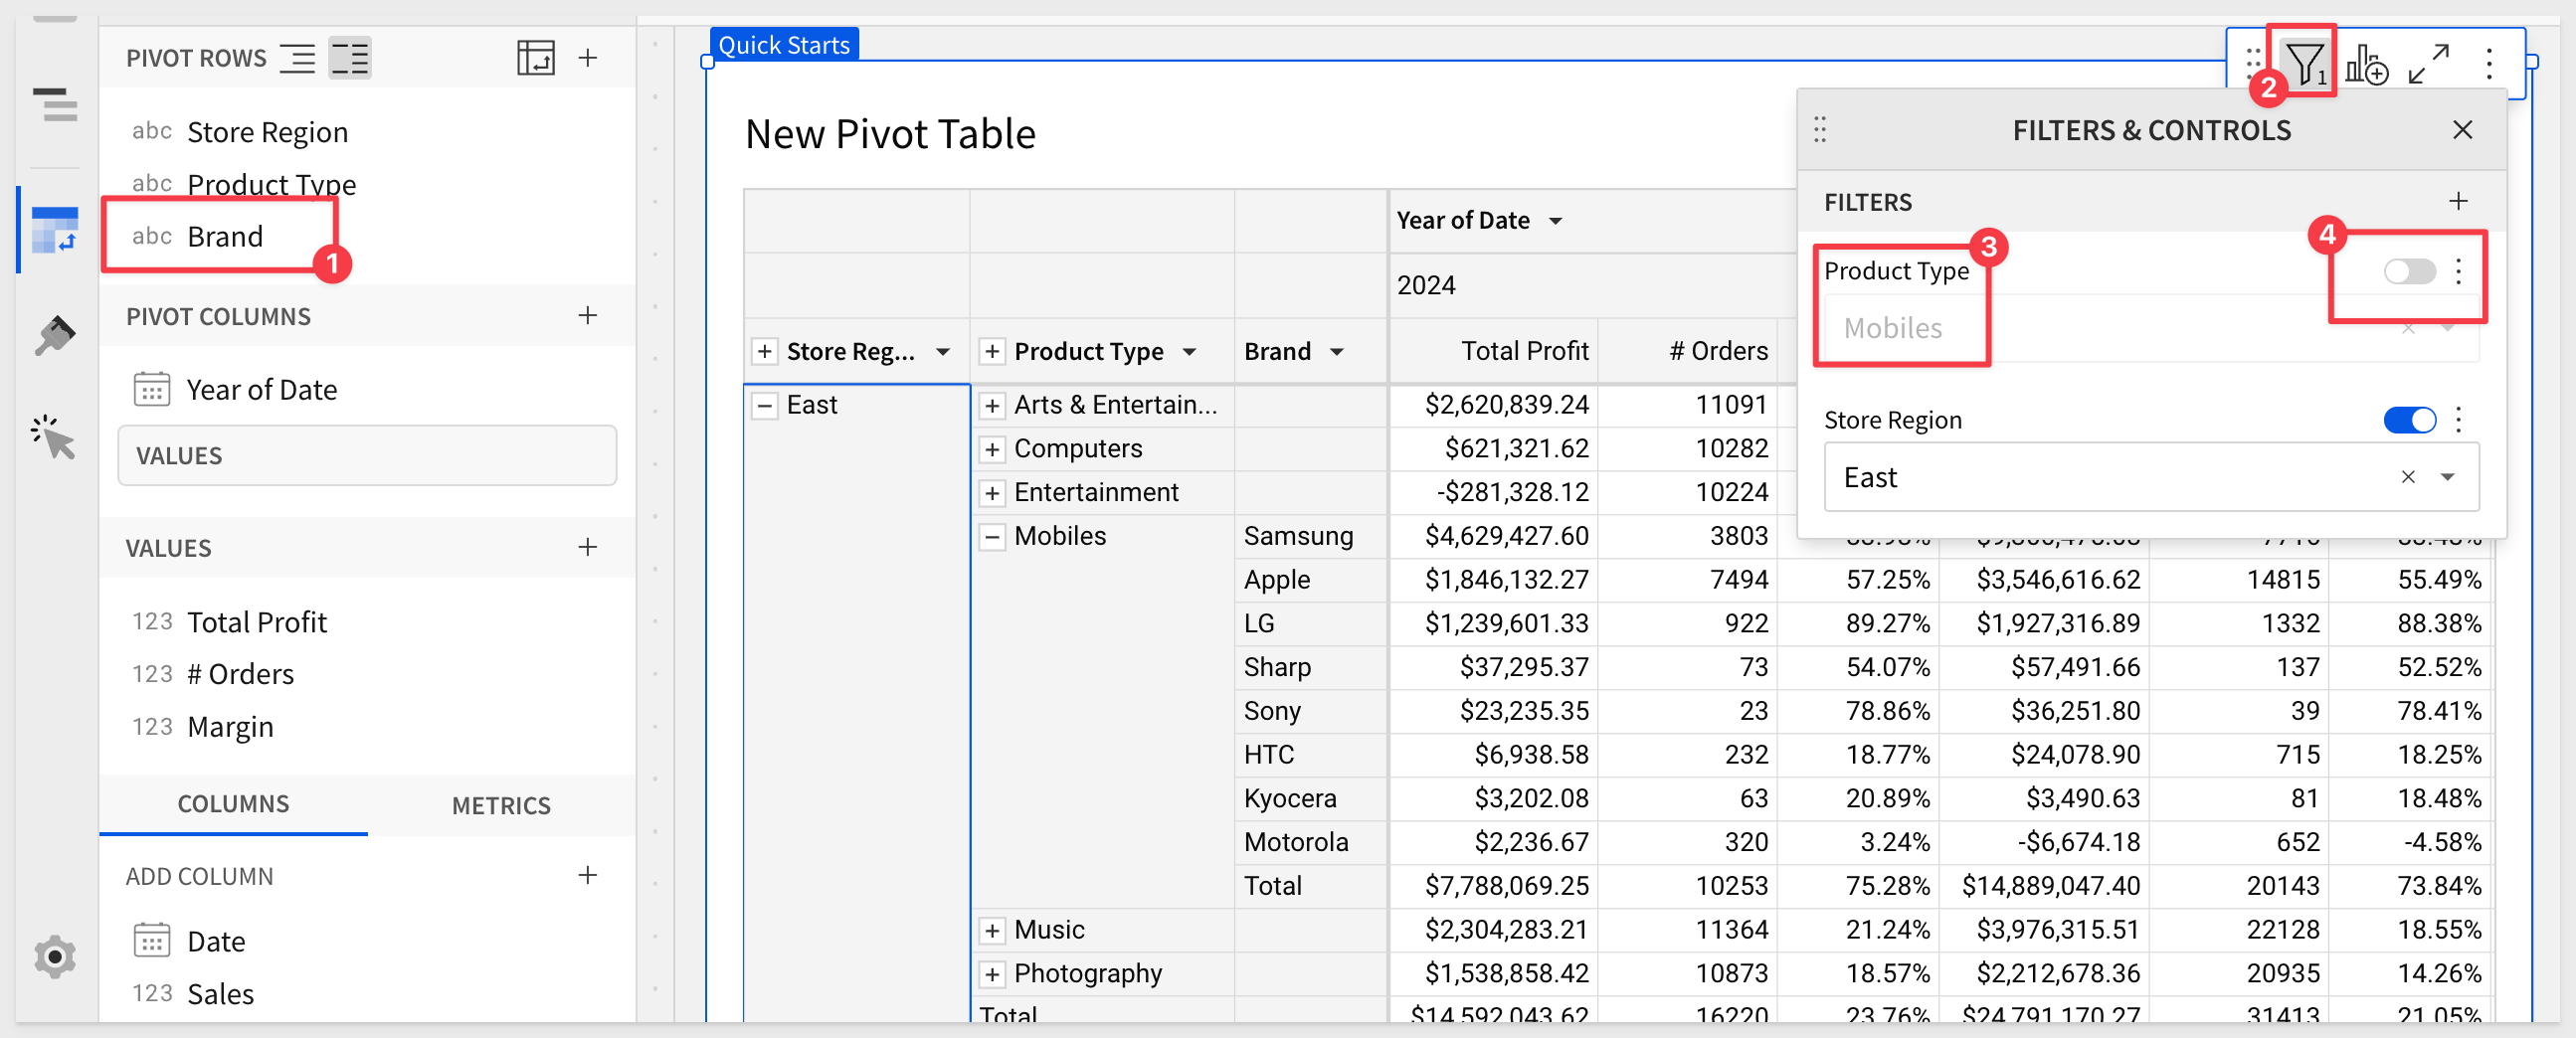 Quick Starts
PIVOT ROWS
abc Store Region
abc Product Type
abc Brand
1
PIVOT COLUMNS
Year of Date
VALUES
VALUES
123 Total Profit
123 # Orders
123 Margin
COLUMNS METRICS
ADD COLUMN
Date
123 Sales
New Pivot Table
1
2
FILTERS & CONTROLS
FILTERS
3
4
Product Type
Mobiles
Store Region
East
Year of Date
2024
Store Reg... Product Type Brand Total Profit # Orders
East Arts & Entertain... $2,620,839.24 11091
Computers $621,321.62 10282
Entertainment -$281,328.12 10224
Mobiles Samsung $4,629,427.60 3803
Apple $1,846,132.27 7494 57.25% $3,546,616.62 14815 55.49%
LG $1,239,601.33 922 89.27% $1,927,316.89 1332 88.38%
Sharp $37,295.37 73 54.07% $57,491.66 137 52.52%
Sony $23,235.35 23 78.86% $36,251.80 39 78.41%
HTC $6,938.58 232 18.77% $24,078.90 715 18.25%
Kyocera $3,202.08 63 20.89% $3,490.63 81 18.48%
Motorola $2,236.67 320 3.24% -$6,674.18 652 -4.58%
Total $7,788,069.25 10253 75.28% $14,889,047.40 20143 73.84%
Music $2,304,283.21 11364 21.24% $3,976,315.51 22128 18.55%
Photography $1,538,858.42 10873 18.57% $2,212,678.36 20935 14.26%
Total $14,592,043.62 16220 23.76% $24,791,170.27 31413 21.05%